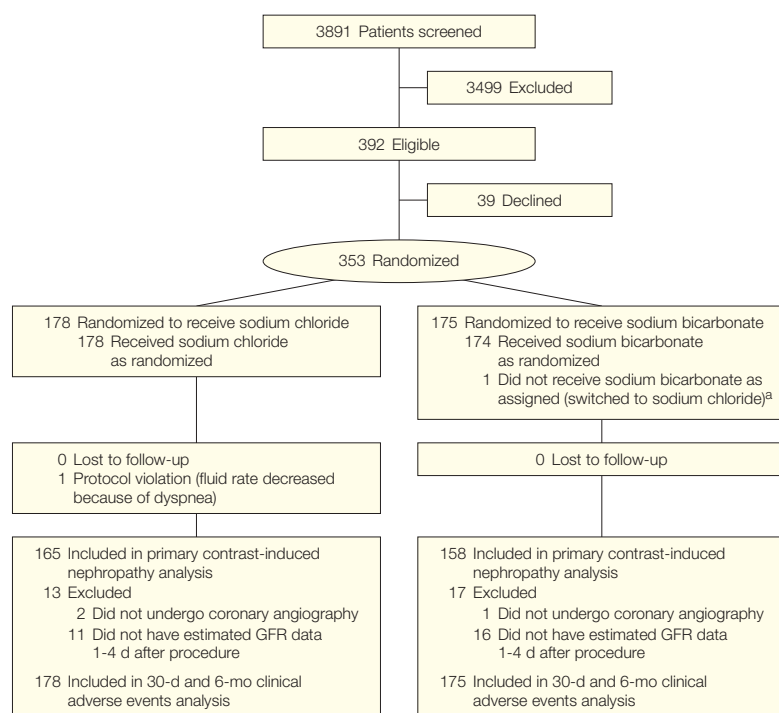 3891 Patients screened
3499 Excluded
392 Eligible
39 Declined
353 Randomized
178 Randomized to receive sodium chloride
178 Received sodium chloride
as randomized
175 Randomized to receive sodium bicarbonate
174 Received sodium bicarbonate
as randomized
1 Did not receive sodium bicarbonate as
assigned (switched to sodium chloride)a
0 Lost to follow-up
1 Protocol violation (fluid rate decreased
because of dyspnea)
0 Lost to follow-up
165 Included in primary contrast-induced
nephropathy analysis
13 Excluded
2 Did not undergo coronary angiography
11 Did not have estimated GFR data
1-4 d after procedure
178 Included in 30-d and 6-mo clinical
adverse events analysis
158 Included in primary contrast-induced
nephropathy analysis
17 Excluded
1 Did not undergo coronary angiography
16 Did not have estimated GFR data
1-4 d after procedure
175 Included in 30-d and 6-mo clinical
adverse events analysis